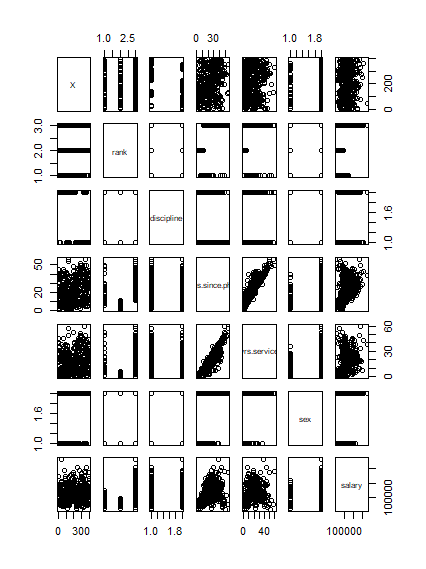 1.0 2.5 0 30 1.0 1.8
X
0 200
1.0 2.0 3.0
rank
discipline
1.0 1.6
0 20 50
s.since.ph
yrs.service
0 30 60
1.0 1.6
sex
salary
100000
0 300 1.0 1.8 0 40 100000